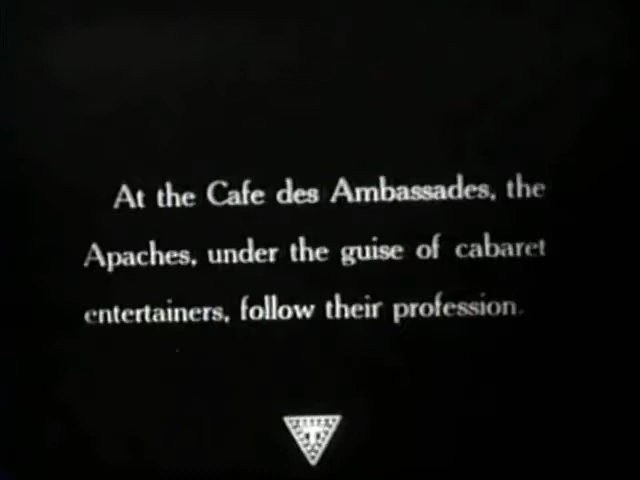 At the Cafe des Ambassades, the
Apaches, under the guise of cabaret
entertainers, follow their profession.
T